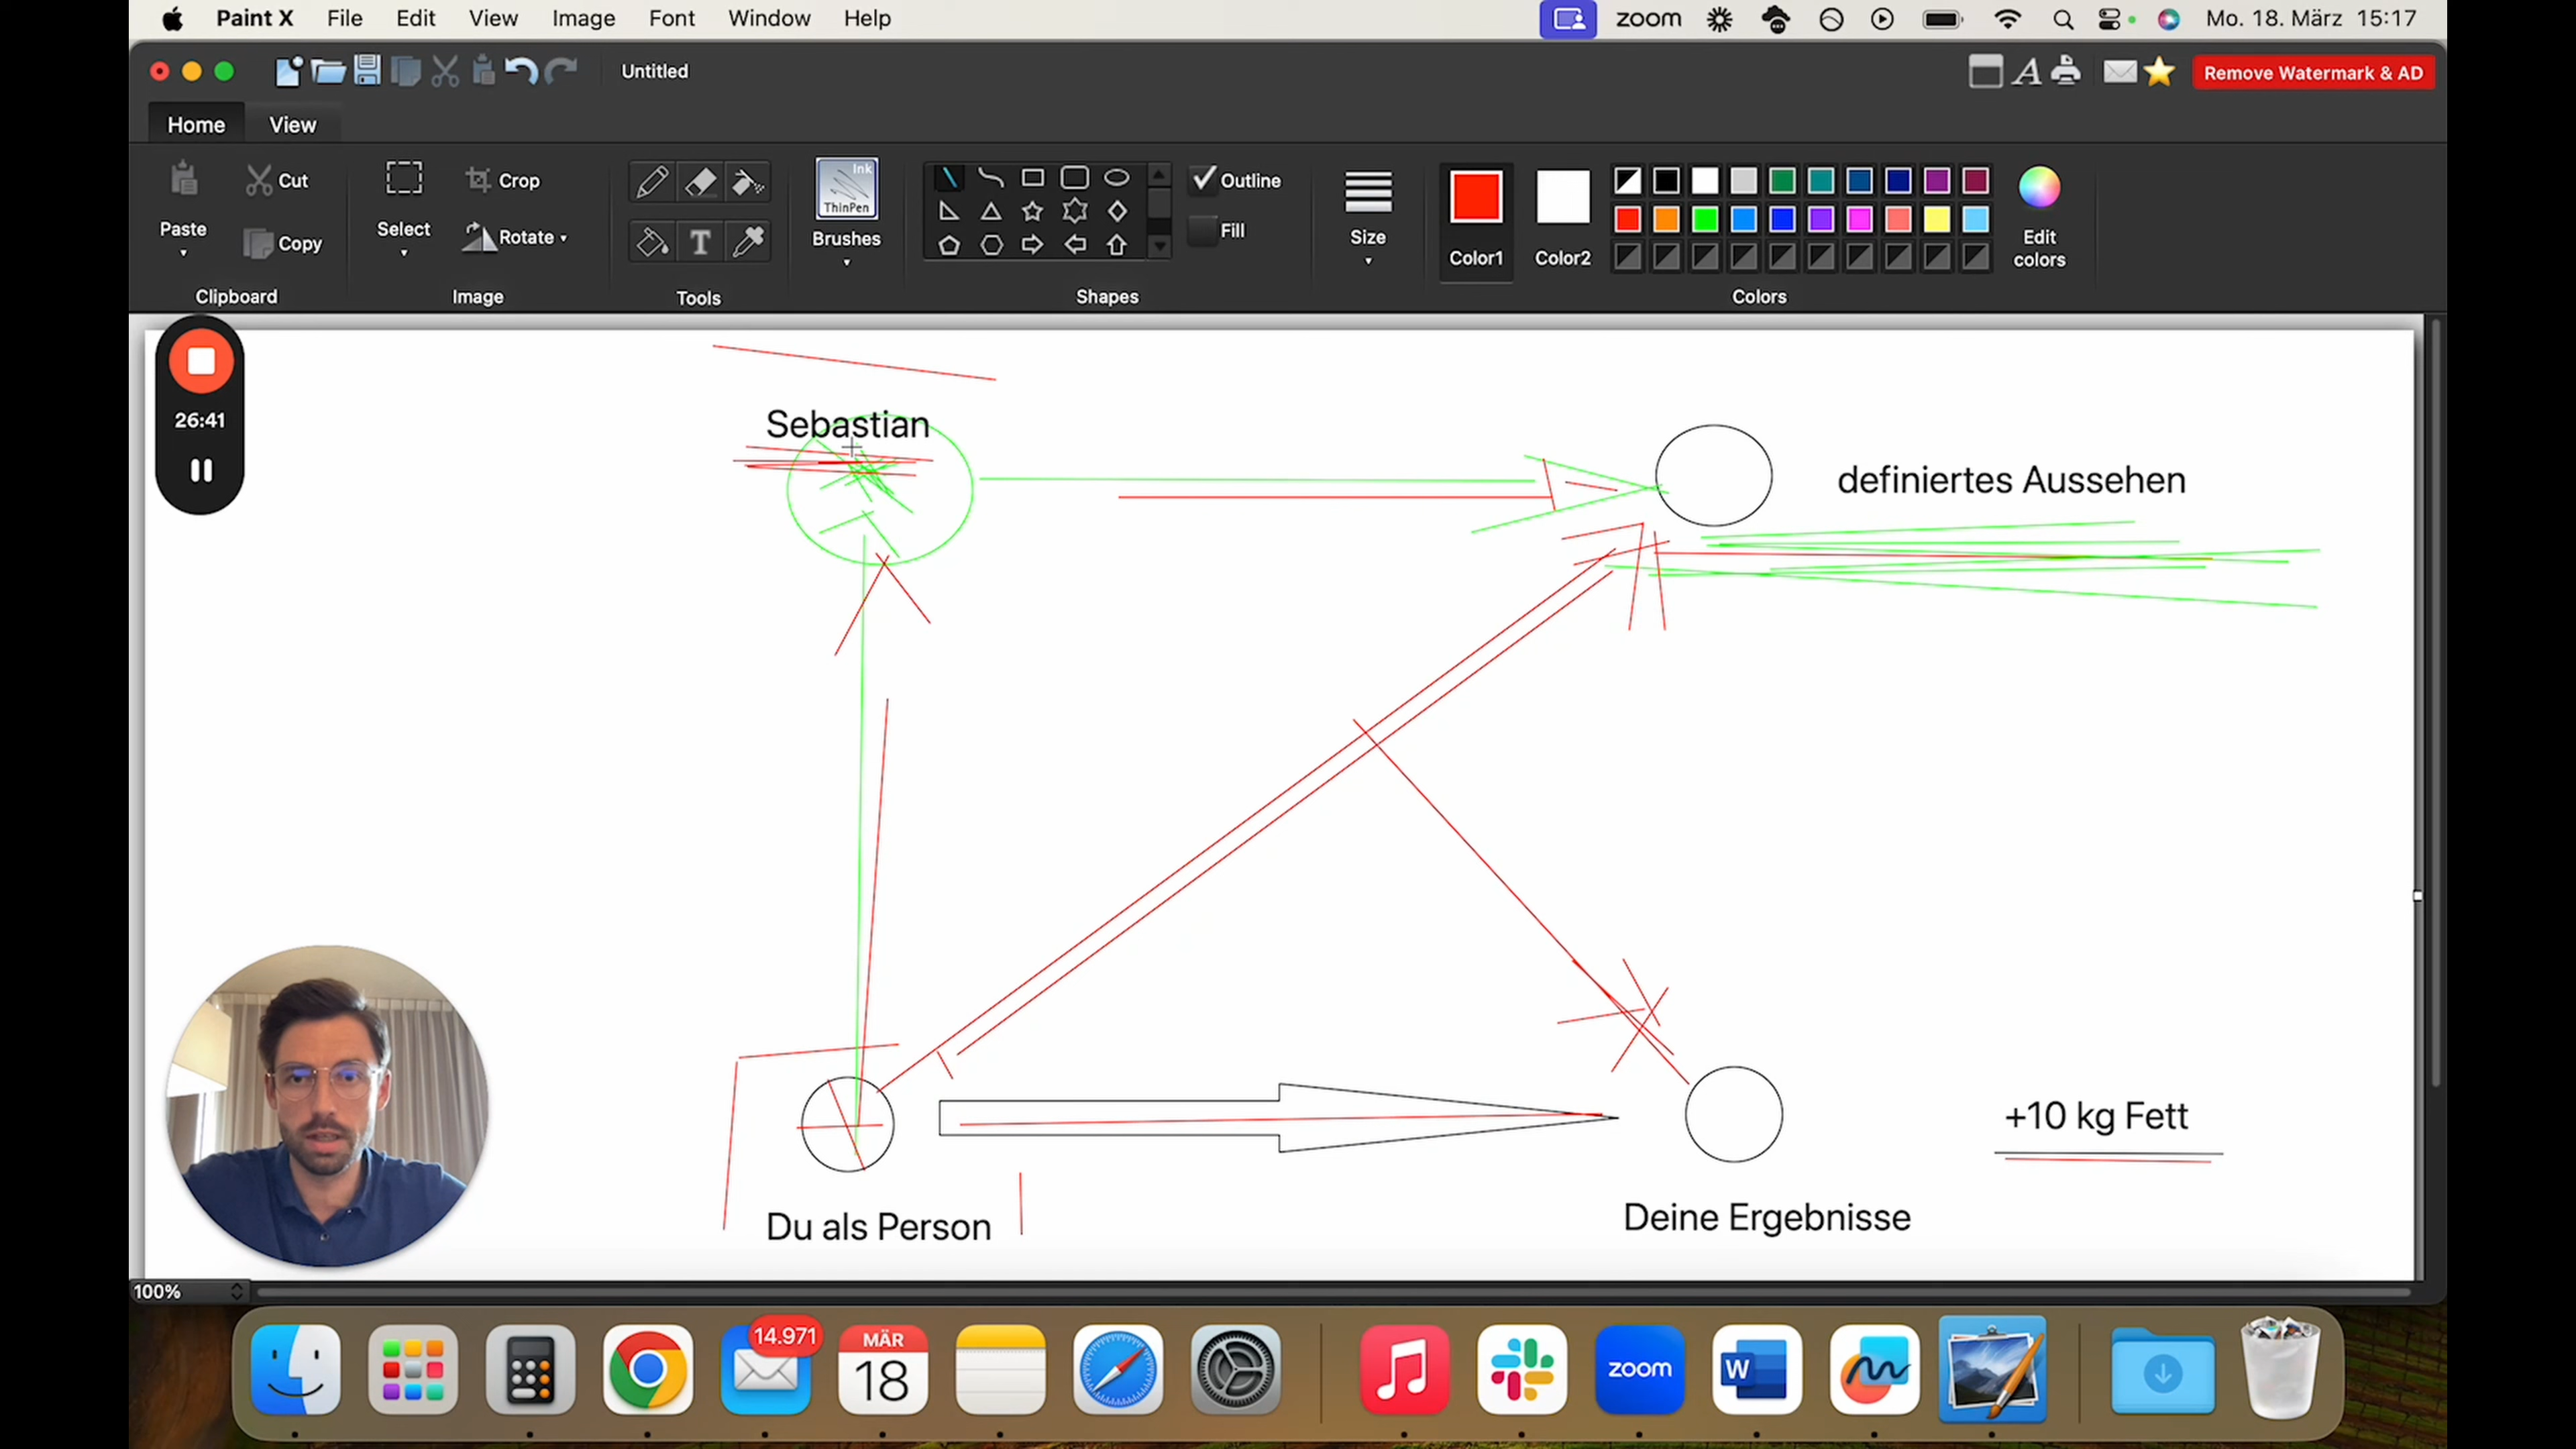 Paint X File Edit View Image Font Window Help zoom Mo. 18. März 15:17
Untitled A Remove Watermark & AD
Home View
Paste Cut Copy Clipboard
Select Crop Rotate Image
T Tools
Ink ThinPen Brushes
Shapes
Outline
Fill
Size
Color1 Color2 Colors
Edit colors
26:41
Sebastian
definiertes Aussehen
+10 kg Fett
Du als Person
Deine Ergebnisse
100%
14.971
MÄR
18
zoom
W